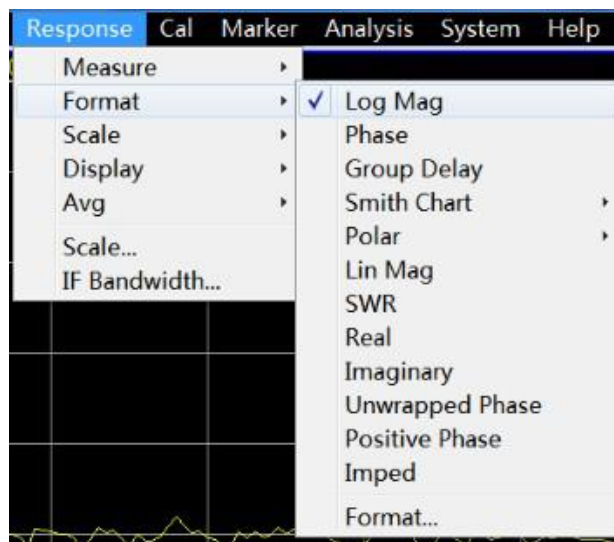 Response Cal Marker Analysis System Help
Measure
Format
Scale
Display
Avg
Scale...
IF Bandwidth...
Log Mag
Phase
Group Delay
Smith Chart
Polar
Lin Mag
SWR
Real
Imaginary
Unwrapped Phase
Positive Phase
Imped
Format...